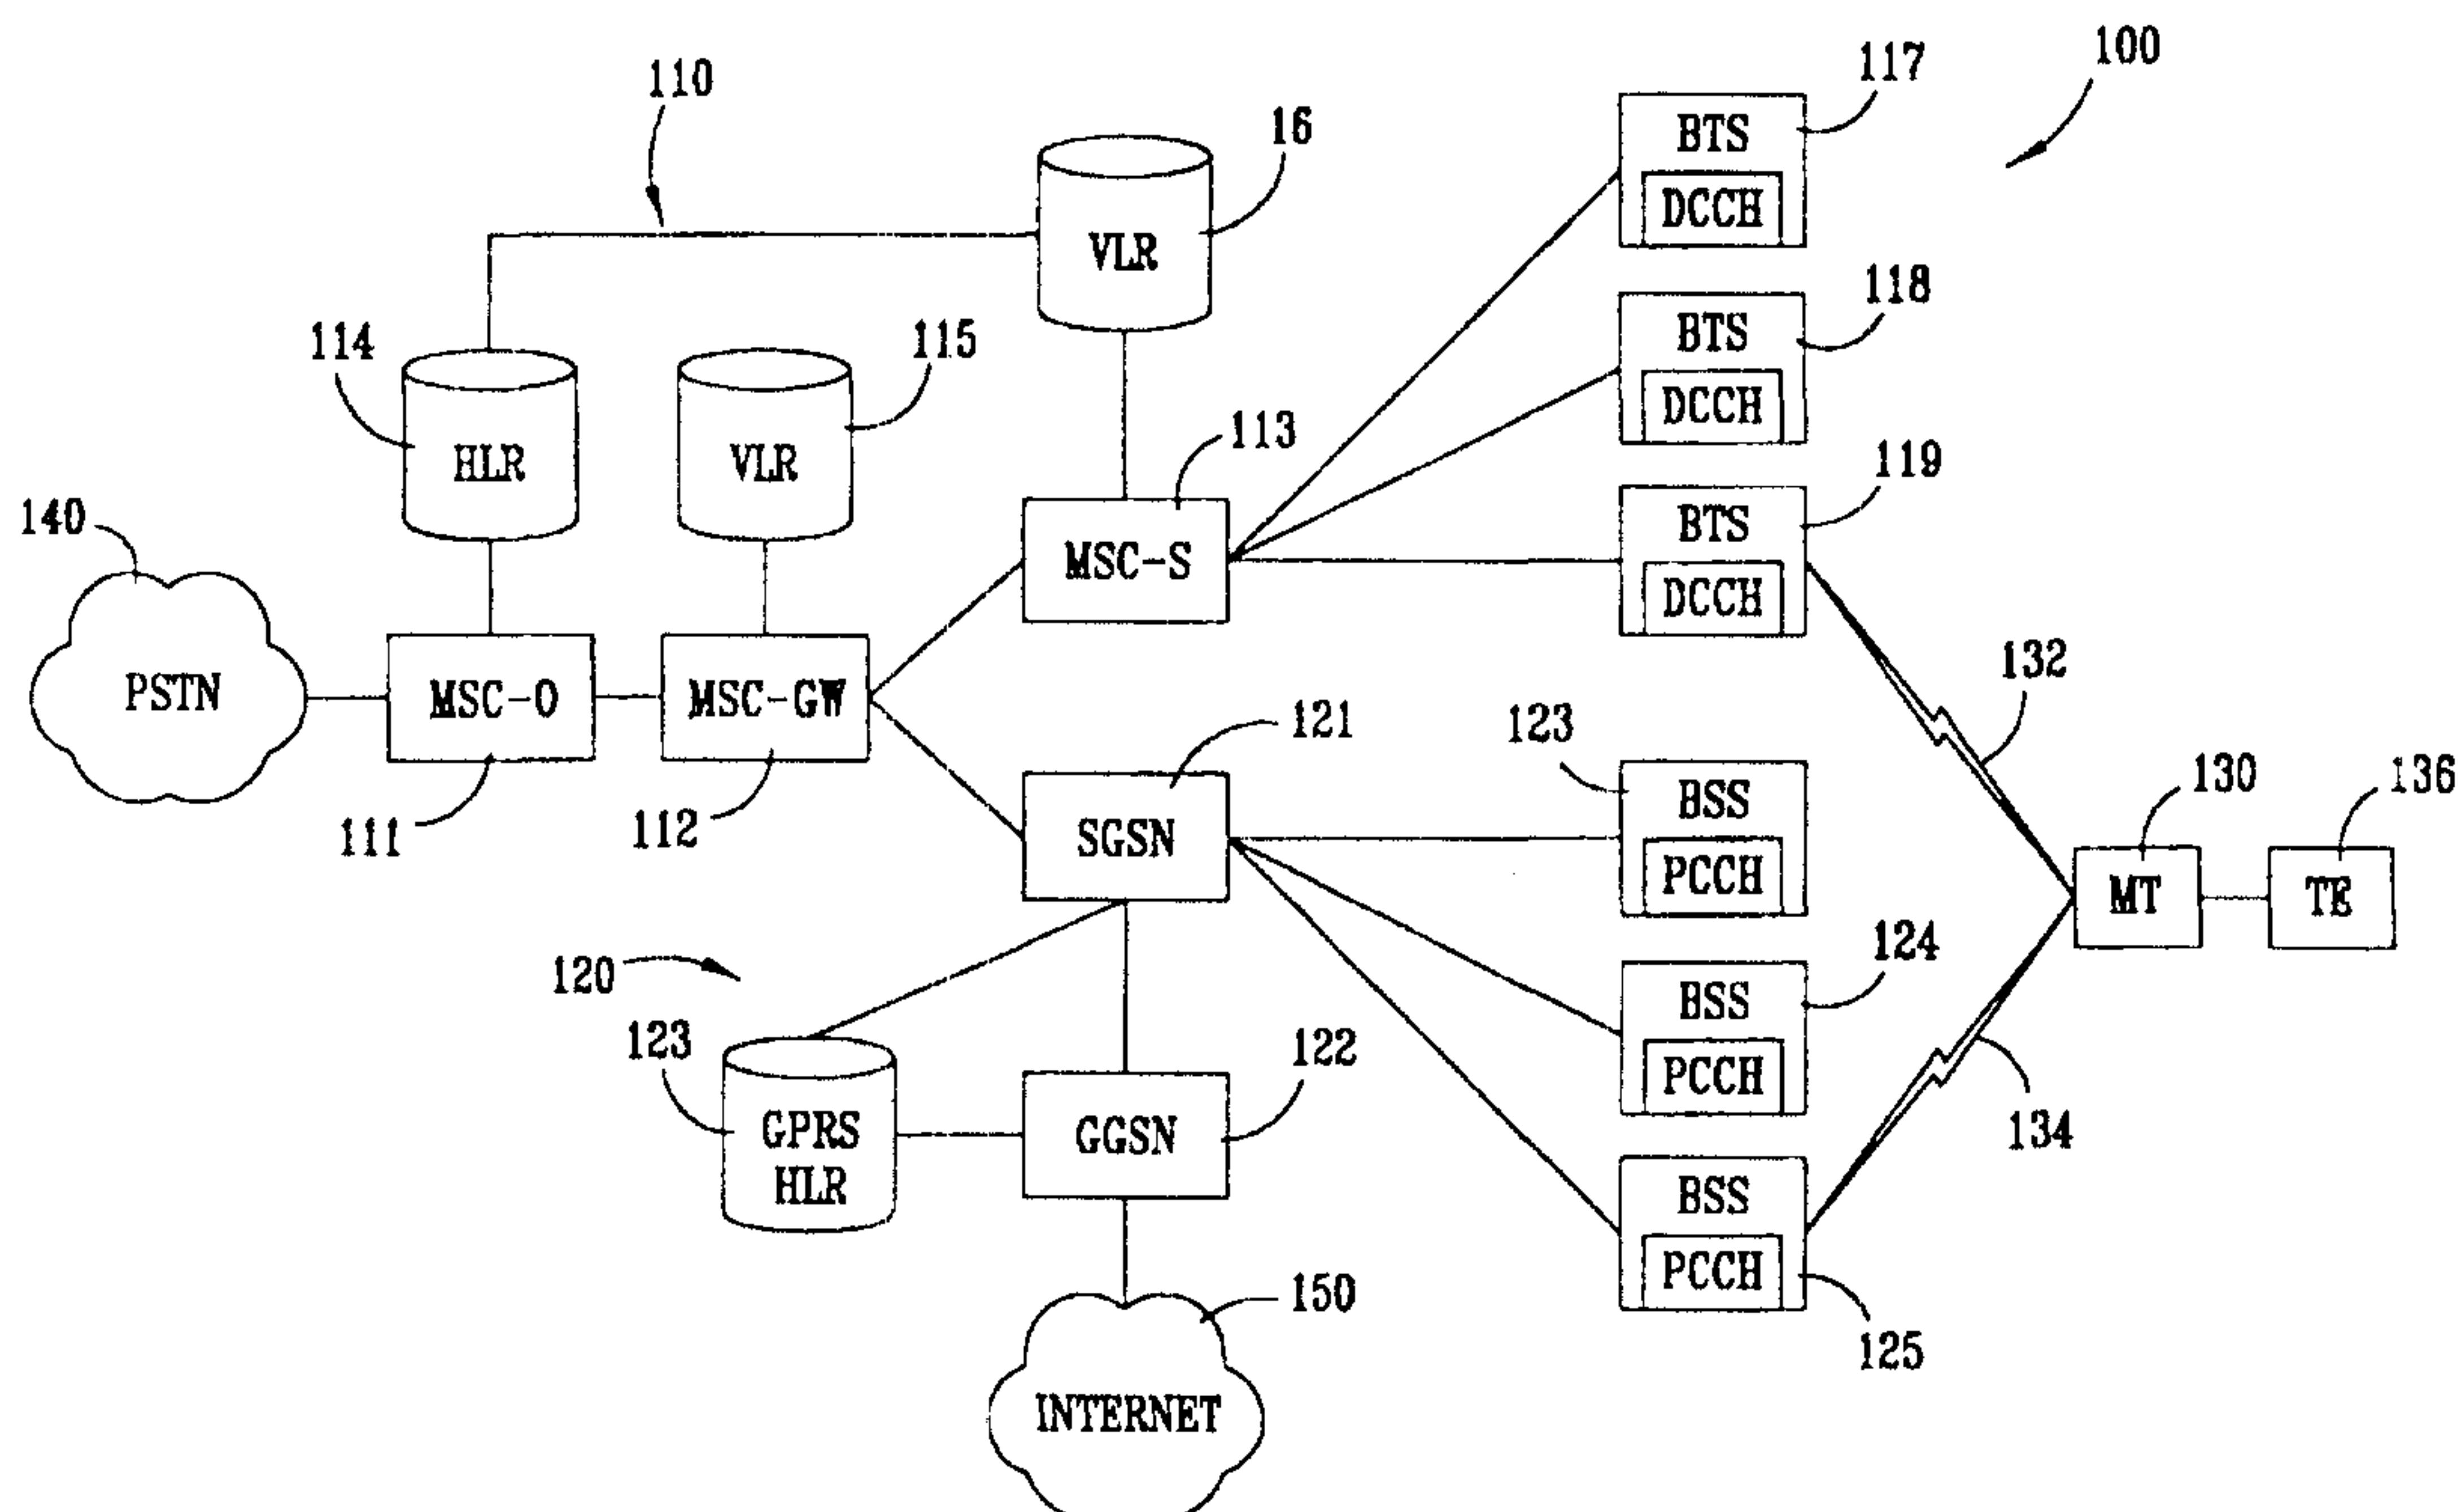 100
117
110
16
BTS
DCCH
VLR
118
BTS
DCCH
114
115
HLR
VLR
113
119
BTS
DCCH
140
MSC-S
132
PSTN
MSC-O
MSC-GW
121
123
130
136
111
112
SGSN
BSS
PCCH
MT
TE
120
124
BSS
PCCH
123
122
GPRS
HLR
GGSN
134
BSS
PCCH
150
125
INTERNET